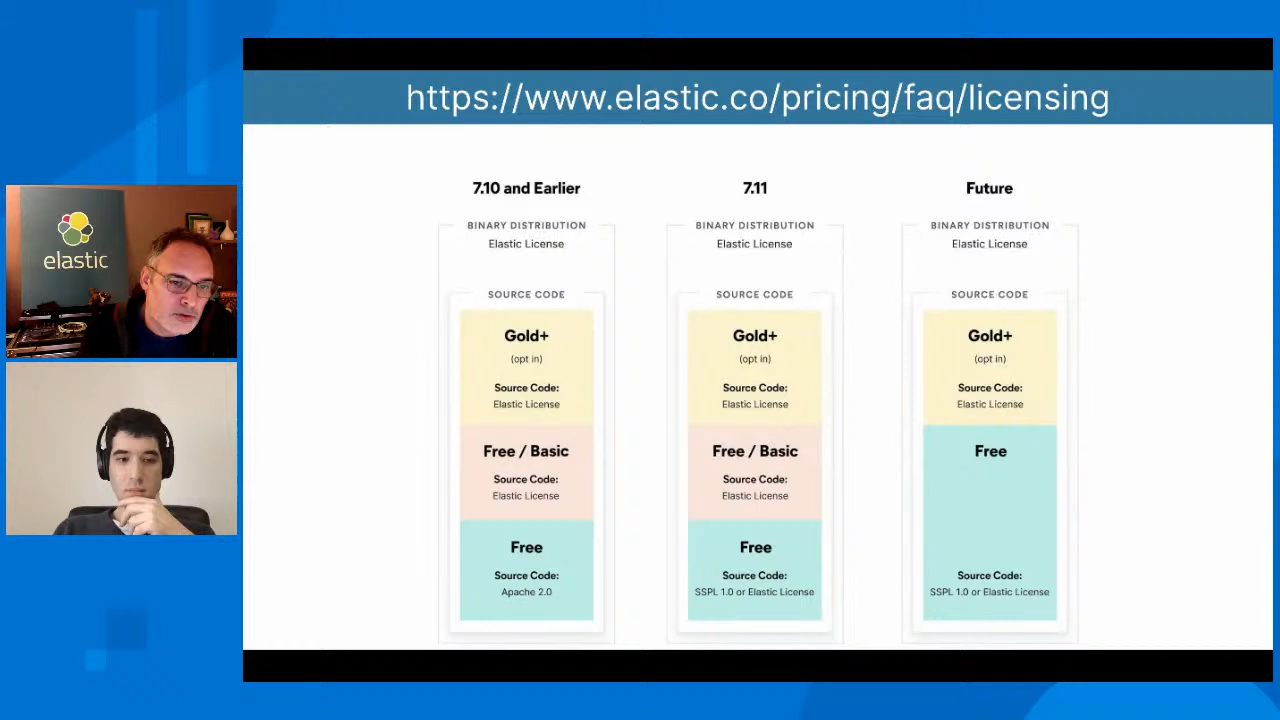 https://www.elastic.co/pricing/faq/licensing
elastic
7.10 and Earlier
BINARY DISTRIBUTION
Elastic License
SOURCE CODE
Gold+
(opt in)
Source Code:
Elastic License
Free / Basic
Source Code:
Elastic License
Free
Source Code:
Apache 2.0
7.11
BINARY DISTRIBUTION
Elastic License
SOURCE CODE
Gold+
(opt in)
Source Code:
Elastic License
Free / Basic
Source Code:
Elastic License
Free
Source Code:
SSPL 1.0 or Elastic License
Future
BINARY DISTRIBUTION
Elastic License
SOURCE CODE
Gold+
(opt in)
Source Code:
Elastic License
Free
Source Code:
SSPL 1.0 or Elastic License